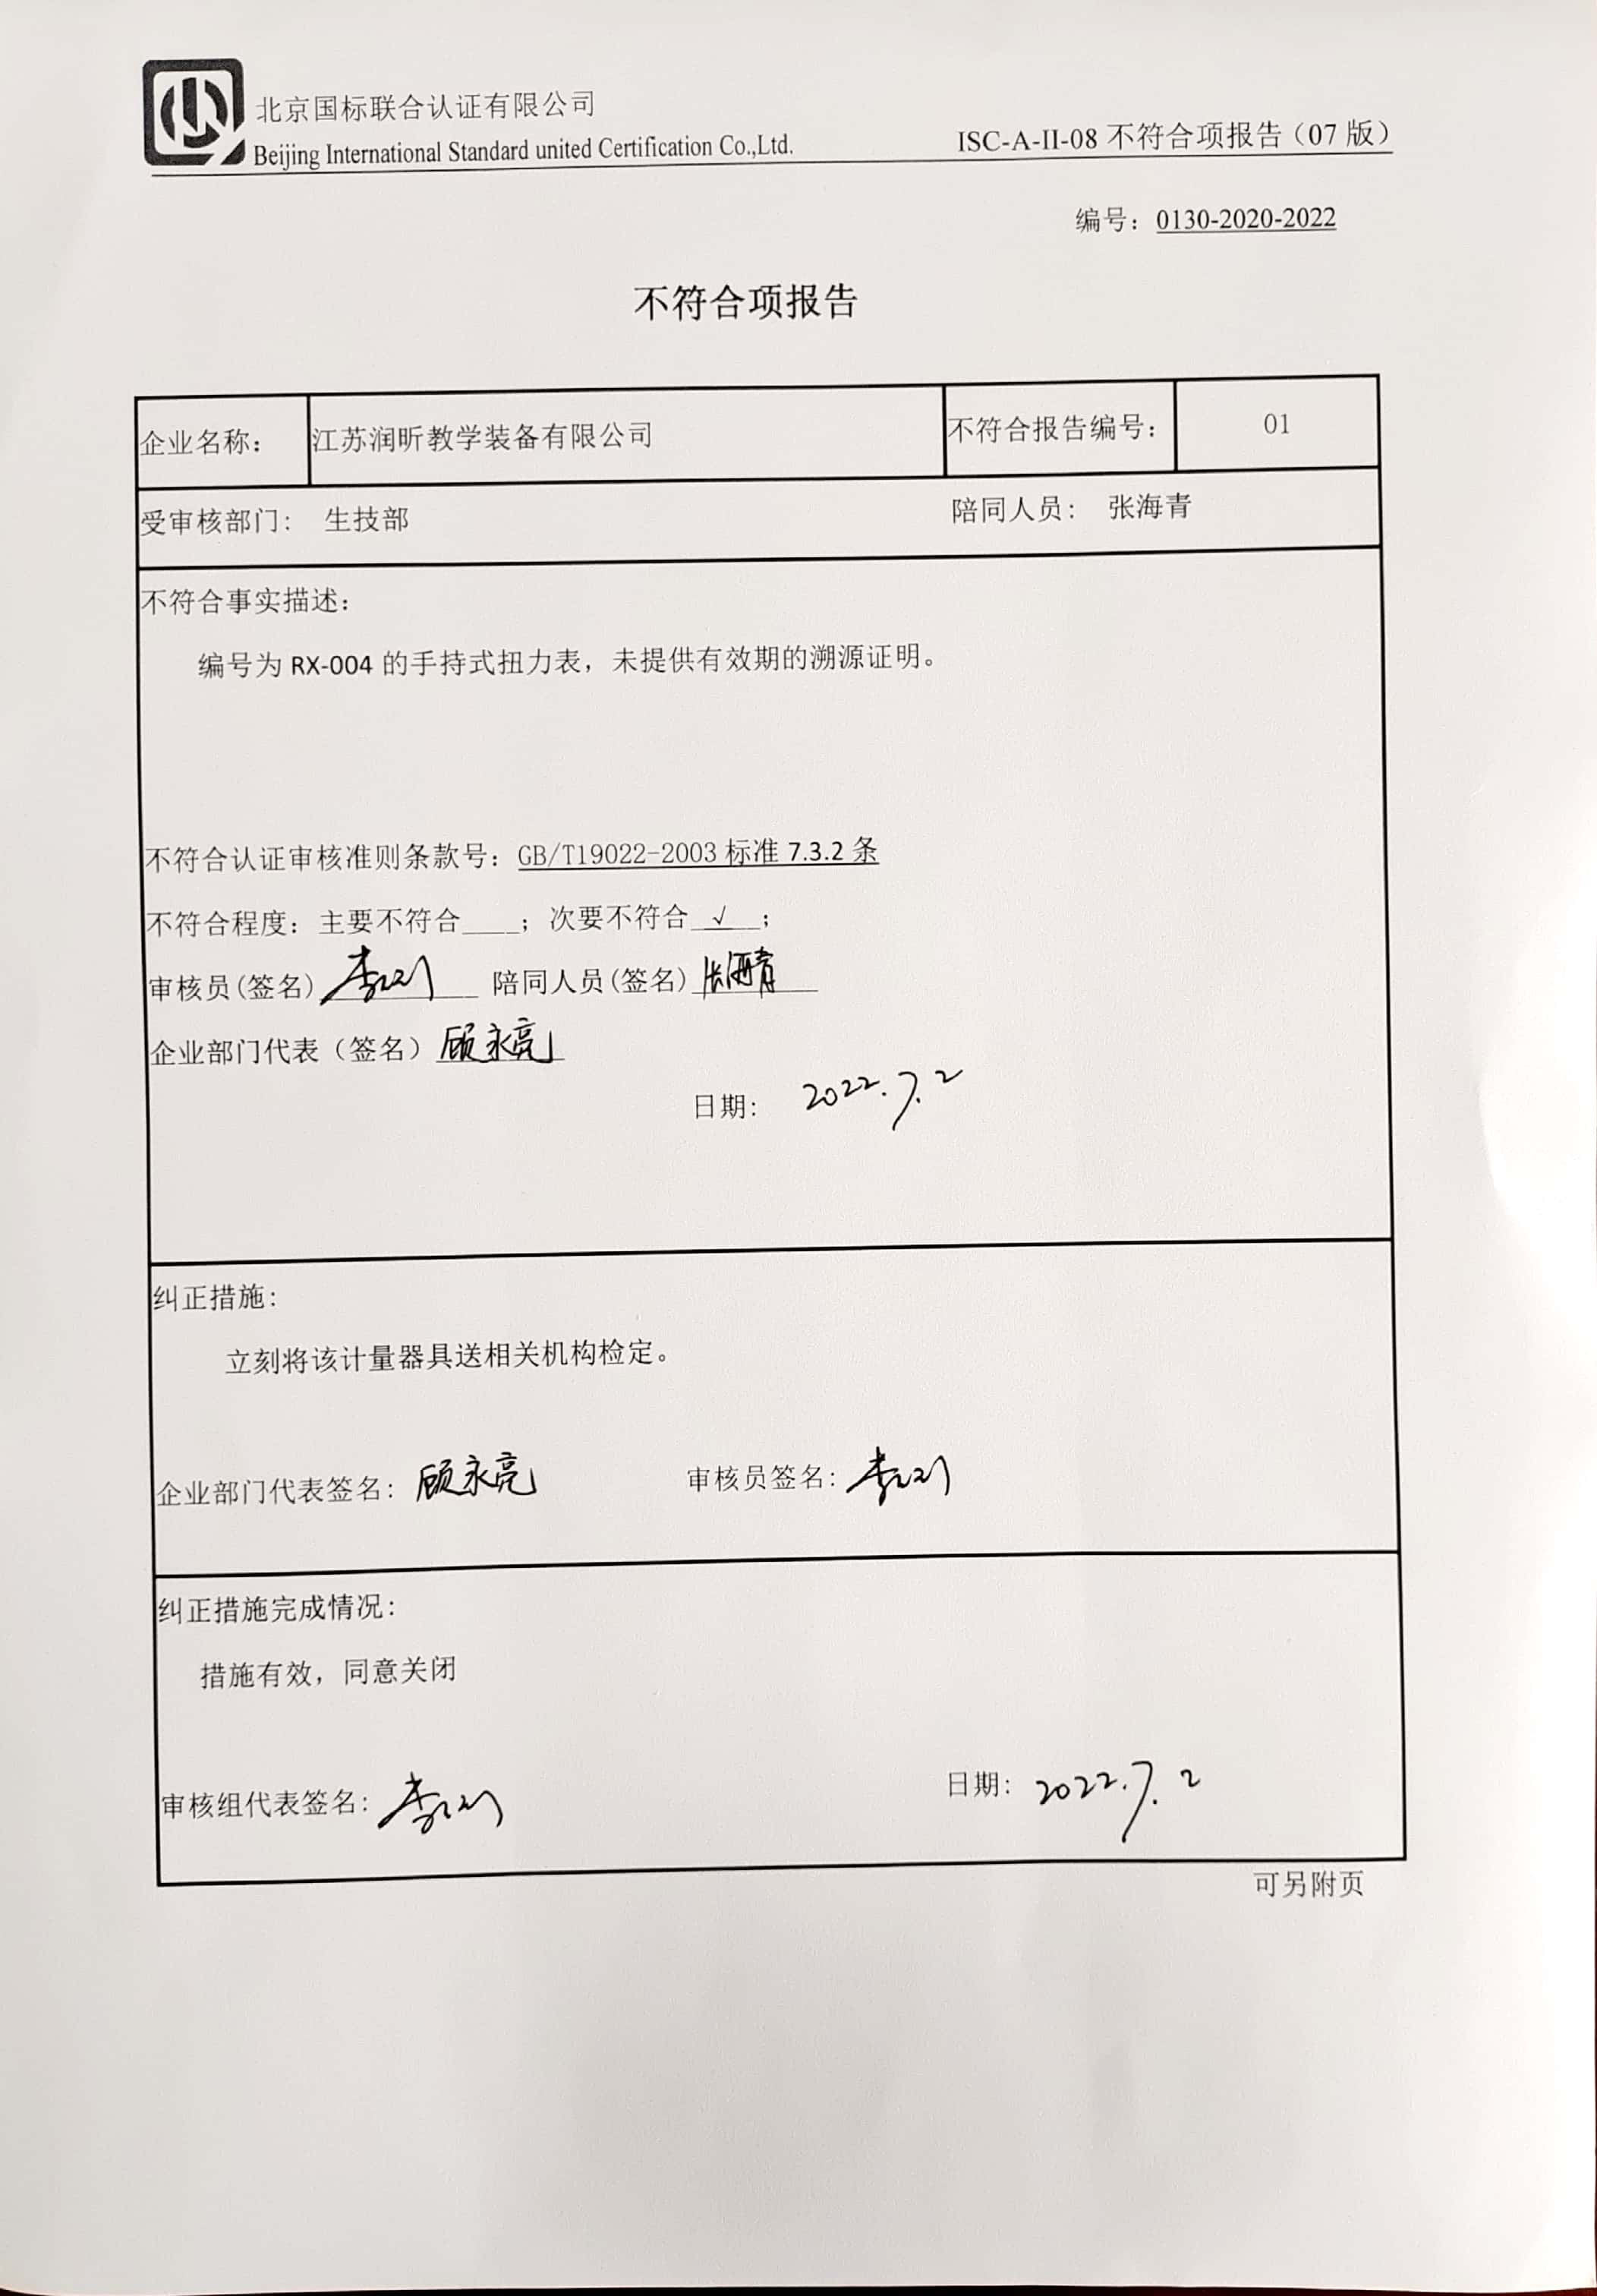 北京国标联合认证有限公司
Beijing International Standard united Certification Co.,Ltd.
ISC-A-II-08 不符合项报告（07 版）
编号：0130-2020-2022
不符合项报告
企业名称： 江苏润昕教学装备有限公司 不符合报告编号： 01
受审核部门： 生技部 陪同人员： 张海青
不符合事实描述：
编号为 RX-004 的手持式扭力表，未提供有效期的溯源证明。
不符合认证审核准则条款号：GB/T19022-2003 标准 7.3.2 条
不符合程度：主要不符合____；次要不符合 √ ；
审核员(签名) 陪同人员(签名) 张海青
企业部门代表（签名）顾永亮
日期： 2022.7.2
纠正措施：
立刻将该计量器具送相关机构检定。
企业部门代表签名：顾永亮 审核员签名：
纠正措施完成情况：
措施有效，同意关闭
审核组代表签名： 日期：2022.7.2
可另附页